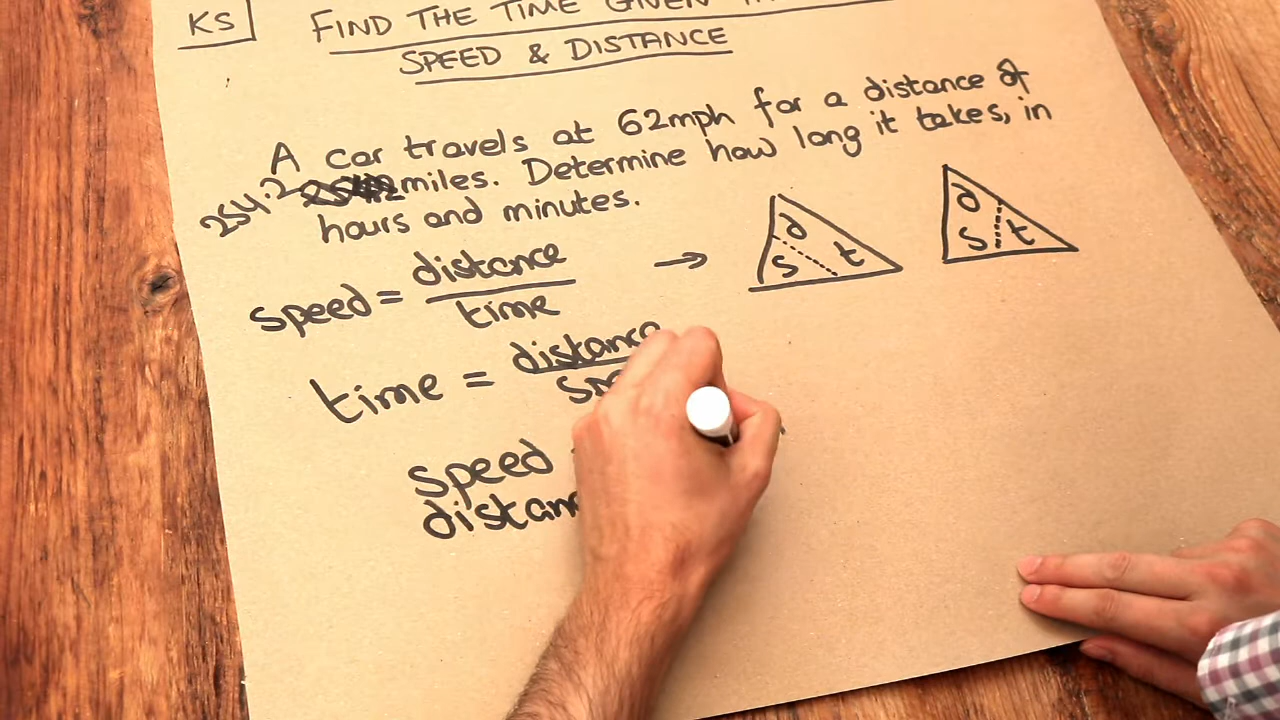 KS
FIND THE TIME GIVEN
SPEED & DISTANCE
A car travels at 62mph for a distance of
254.2 miles. Determine how long it takes, in
hours and minutes.
speed = distance / time → d s t d s t
time = distance
speed
distan